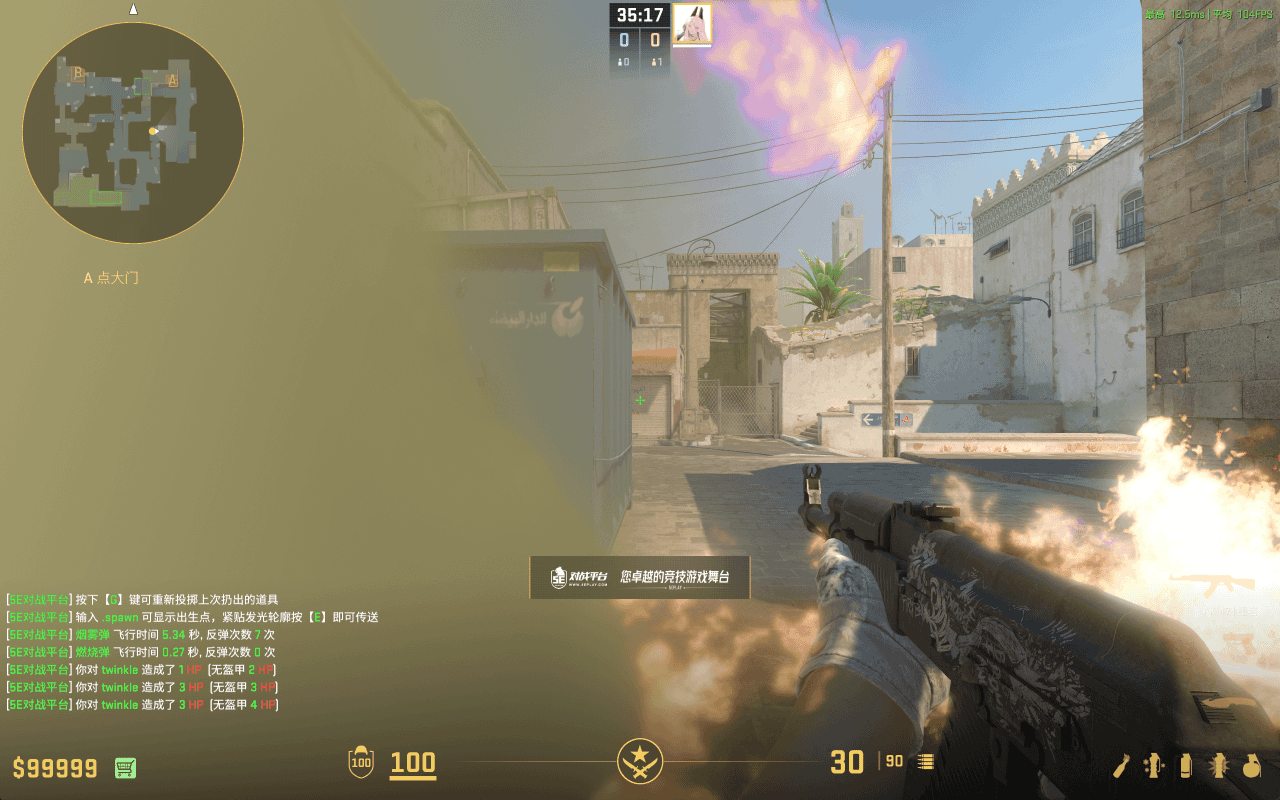 35:17
0 0
0 1
最高 12.5ms | 平均 104FPS
B
A
A 点大门
A
对战平台 您卓越的竞技游戏舞台
[5E对战平台] 按下【G】键可重新投掷上次扔出的道具
[5E对战平台] 输入 .spawn 可显示出生点，紧贴发光轮廓按【E】即可传送
[5E对战平台] 烟雾弹 飞行时间 5.34 秒, 反弹次数 7 次
[5E对战平台] 燃烧弹 飞行时间 0.27 秒, 反弹次数 0 次
[5E对战平台] 你对 twinkle 造成了 1 HP [无盔甲 2 HP]
[5E对战平台] 你对 twinkle 造成了 3 HP [无盔甲 3 HP]
[5E对战平台] 你对 twinkle 造成了 3 HP [无盔甲 4 HP]
$99999
100
100
30
90